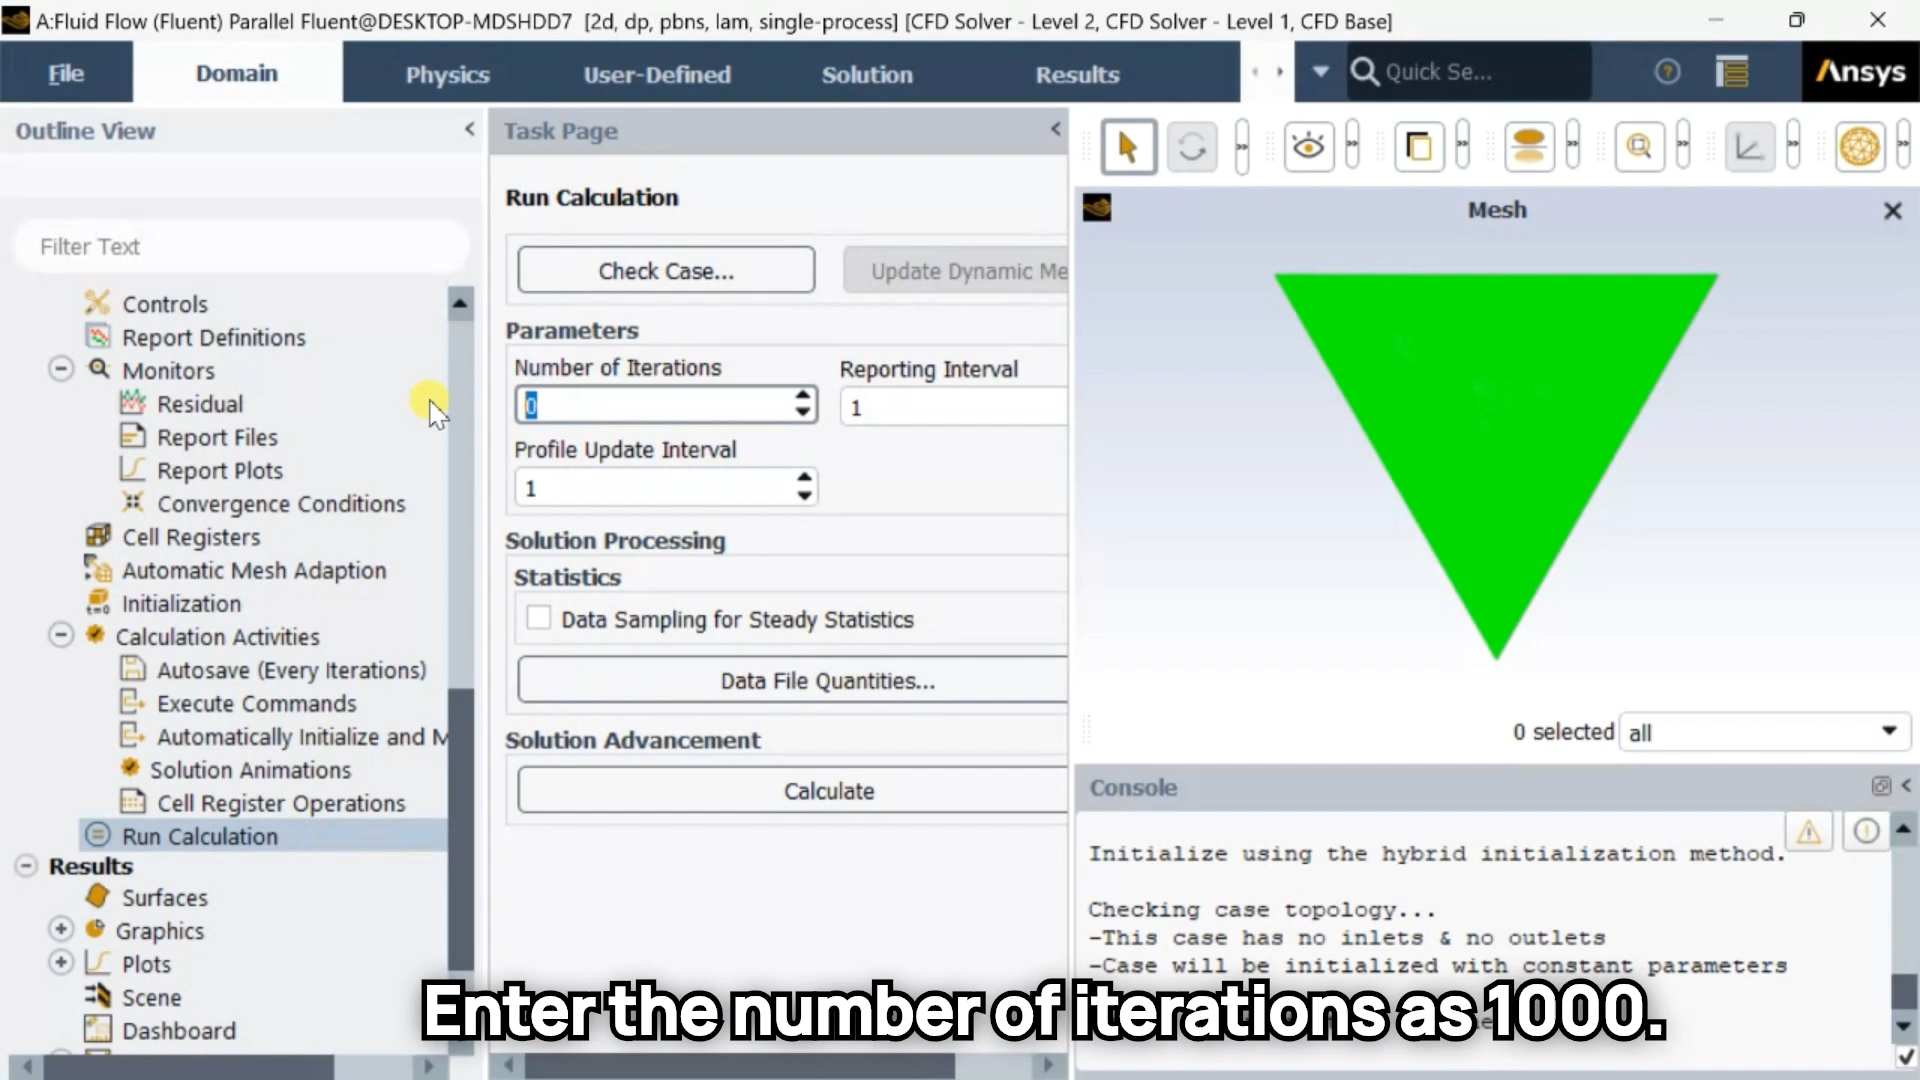 A:Fluid Flow (Fluent) Parallel Fluent@DESKTOP-MDSHDD7 [2d, dp, pbns, lam, single-process] [CFD Solver - Level 2, CFD Solver - Level 1, CFD Base]
File Domain Physics User-Defined Solution Results Quick Se... Ansys
Outline View
Filter Text
Controls
Report Definitions
Monitors
Residual
Report Files
Report Plots
Convergence Conditions
Cell Registers
Automatic Mesh Adaption
Initialization
Calculation Activities
Autosave (Every Iterations)
Execute Commands
Automatically Initialize and M
Solution Animations
Cell Register Operations
Run Calculation
Results
Surfaces
Graphics
Plots
Scene
Dashboard
Task Page
Run Calculation
Check Case... Update Dynamic Me
Parameters
Number of Iterations Reporting Interval
0 1
Profile Update Interval
1
Solution Processing
Statistics
Data Sampling for Steady Statistics
Data File Quantities...
Solution Advancement
Calculate
Mesh
0 selected all
Console
Initialize using the hybrid initialization method.
Checking case topology...
-This case has no inlets & no outlets
-Case will be initialized with constant parameters
Enter the number of iterations as 1000.